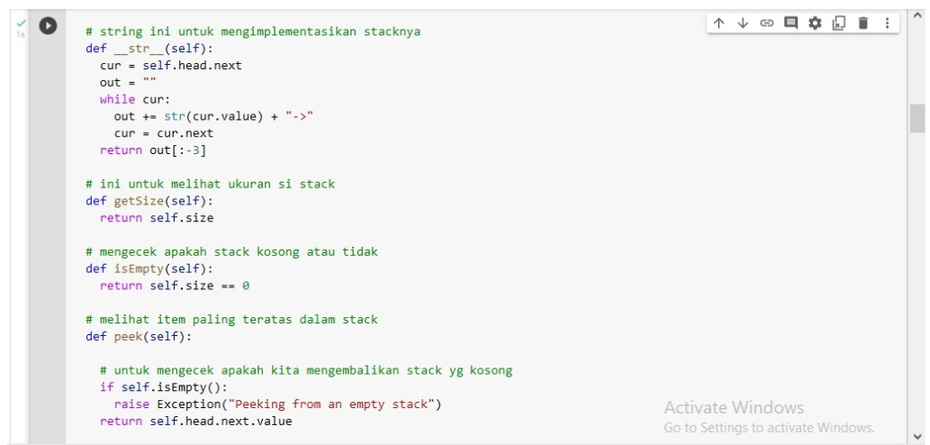 1s
# string ini untuk mengimplementasikan stacknya
def __str__(self):
  cur = self.head.next
  out = ""
  while cur:
    out += str(cur.value) + "->"
    cur = cur.next
  return out[:-3]

# ini untuk melihat ukuran si stack
def getSize(self):
  return self.size

# mengecek apakah stack kosong atau tidak
def isEmpty(self):
  return self.size == 0

# melihat item paling teratas dalam stack
def peek(self):

  # untuk mengecek apakah kita mengembalikan stack yg kosong
  if self.isEmpty():
    raise Exception("Peeking from an empty stack")
  return self.head.next.value
Activate Windows
Go to Settings to activate Windows.